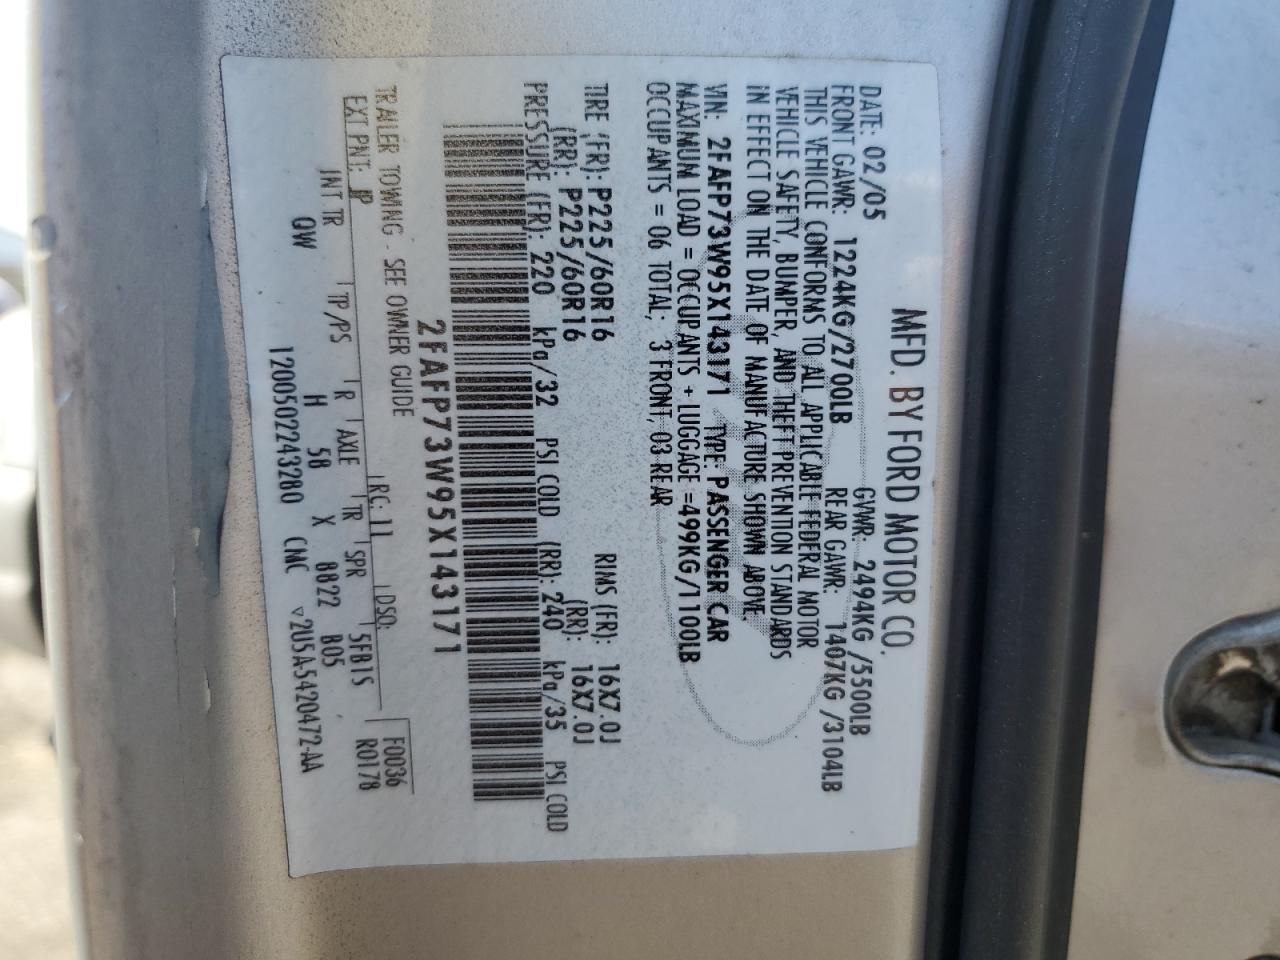 MFD. BY FORD MOTOR CO.
DATE: 02/05 GVWR: 2494KG /5500LB
FRONT GAWR: 1224KG/2700LB REAR GAWR: 1407KG /3104LB
THIS VEHICLE CONFORMS TO ALL APPLICABLE FEDERAL MOTOR
VEHICLE SAFETY, BUMPER, AND THEFT PREVENTION STANDARDS
IN EFFECT ON THE DATE OF MANUFACTURE SHOWN ABOVE.
VIN: 2FAFP73W95X143171 TYPE: PASSENGER CAR
MAXIMUM LOAD = OCCUPANTS + LUGGAGE =499KG/1100LB
OCCUPANTS = 06 TOTAL, 3 FRONT, 03 REAR
TIRE (FR): P225/60R16 RIMS (FR): 16X7.0J
(RR): P225/60R16 (RR): 16X7.0J
PRESSURE (FR): 220 kPa/32 PSI COLD (RR): 240 kPa/35 PSI COLD
2FAFP73W95X143171
TRAILER TOWING - SEE OWNER GUIDE
EXT PNT: JP RC: 11 DSO: F0036
R0178
INT TR TP/PS R AXLE TR SPR 5FB1S
QW H 58 X BB22 B05
12005022243280 CNC ▽2U5A-5420472-AA